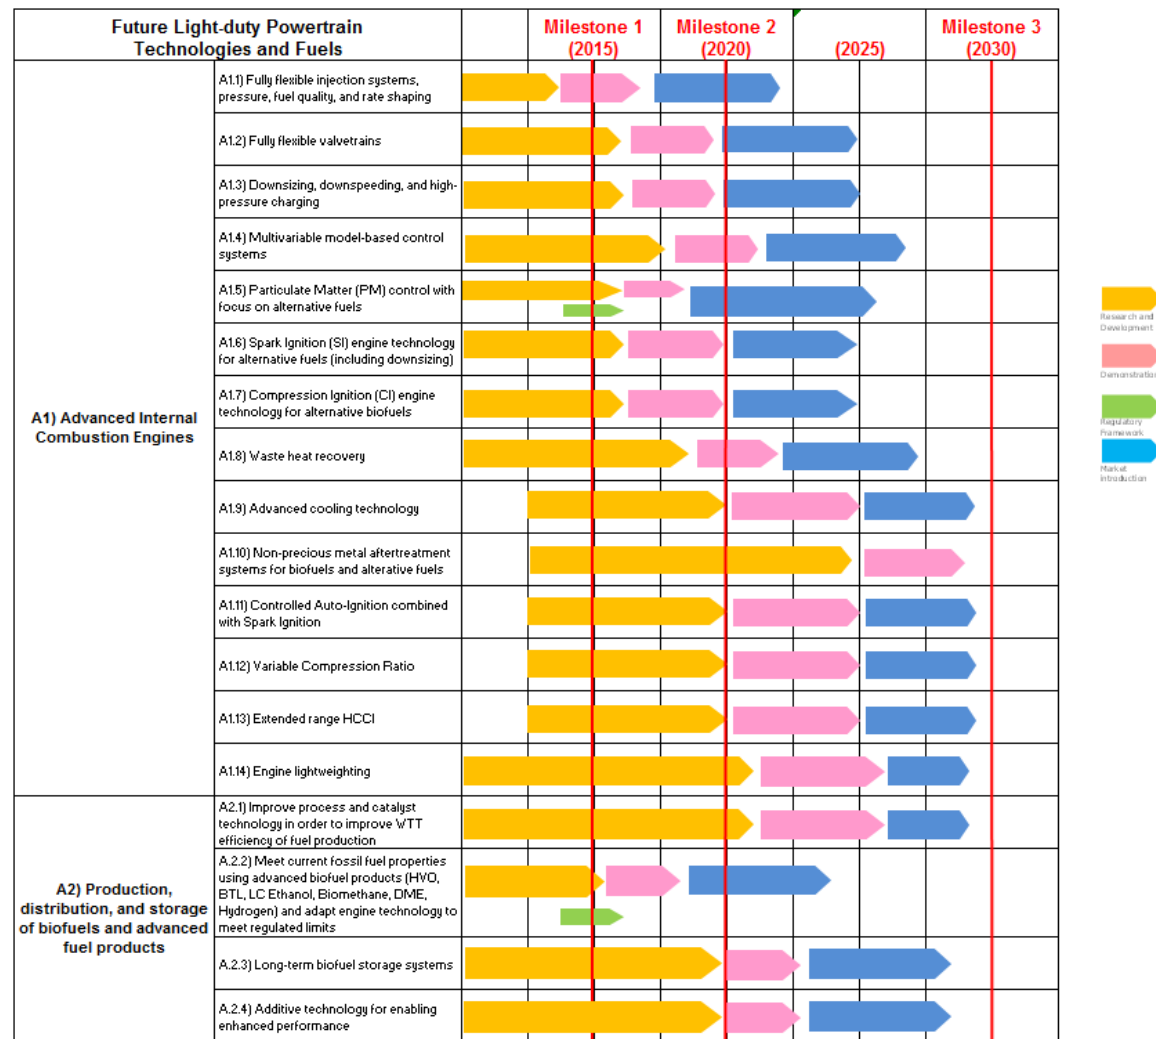 Future Light-duty Powertrain
Technologies and Fuels
Milestone 1
(2015)
Milestone 2
(2020)
(2025)
Milestone 3
(2030)
A1) Advanced Internal
Combustion Engines
A1.1) Fully flexible injection systems,
pressure, fuel quality, and rate shaping
A1.2) Fully flexible valvetrains
A1.3) Downsizing, downspeeding, and high-
pressure charging
A1.4) Multivariable model-based control
systems
A1.5) Particulate Matter (PM) control with
focus on alternative fuels
A1.6) Spark Ignition (SI) engine technology
for alternative fuels (including downsizing)
A1.7) Compression Ignition (CI) engine
technology for alternative biofuels
A1.8) Waste heat recovery
A1.9) Advanced cooling technology
A1.10) Non-precious metal aftertreatment
systems for biofuels and alterative fuels
A1.11) Controlled Auto-Ignition combined
with Spark Ignition
A1.12) Variable Compression Ratio
A1.13) Extended range HCCI
A1.14) Engine lightweighting
A2) Production,
distribution, and storage
of biofuels and advanced
fuel products
A2.1) Improve process and catalyst
technology in order to improve WTT
efficiency of fuel production
A.2.2) Meet current fossil fuel properties
using advanced biofuel products (HVO,
BTL, LC Ethanol, Biomethane, DME,
Hydrogen) and adapt engine technology to
meet regulated limits
A.2.3) Long-term biofuel storage systems
A.2.4) Additive technology for enabling
enhanced performance
Research and
Development
Demonstration
Regulatory
Framework
Market
introduction